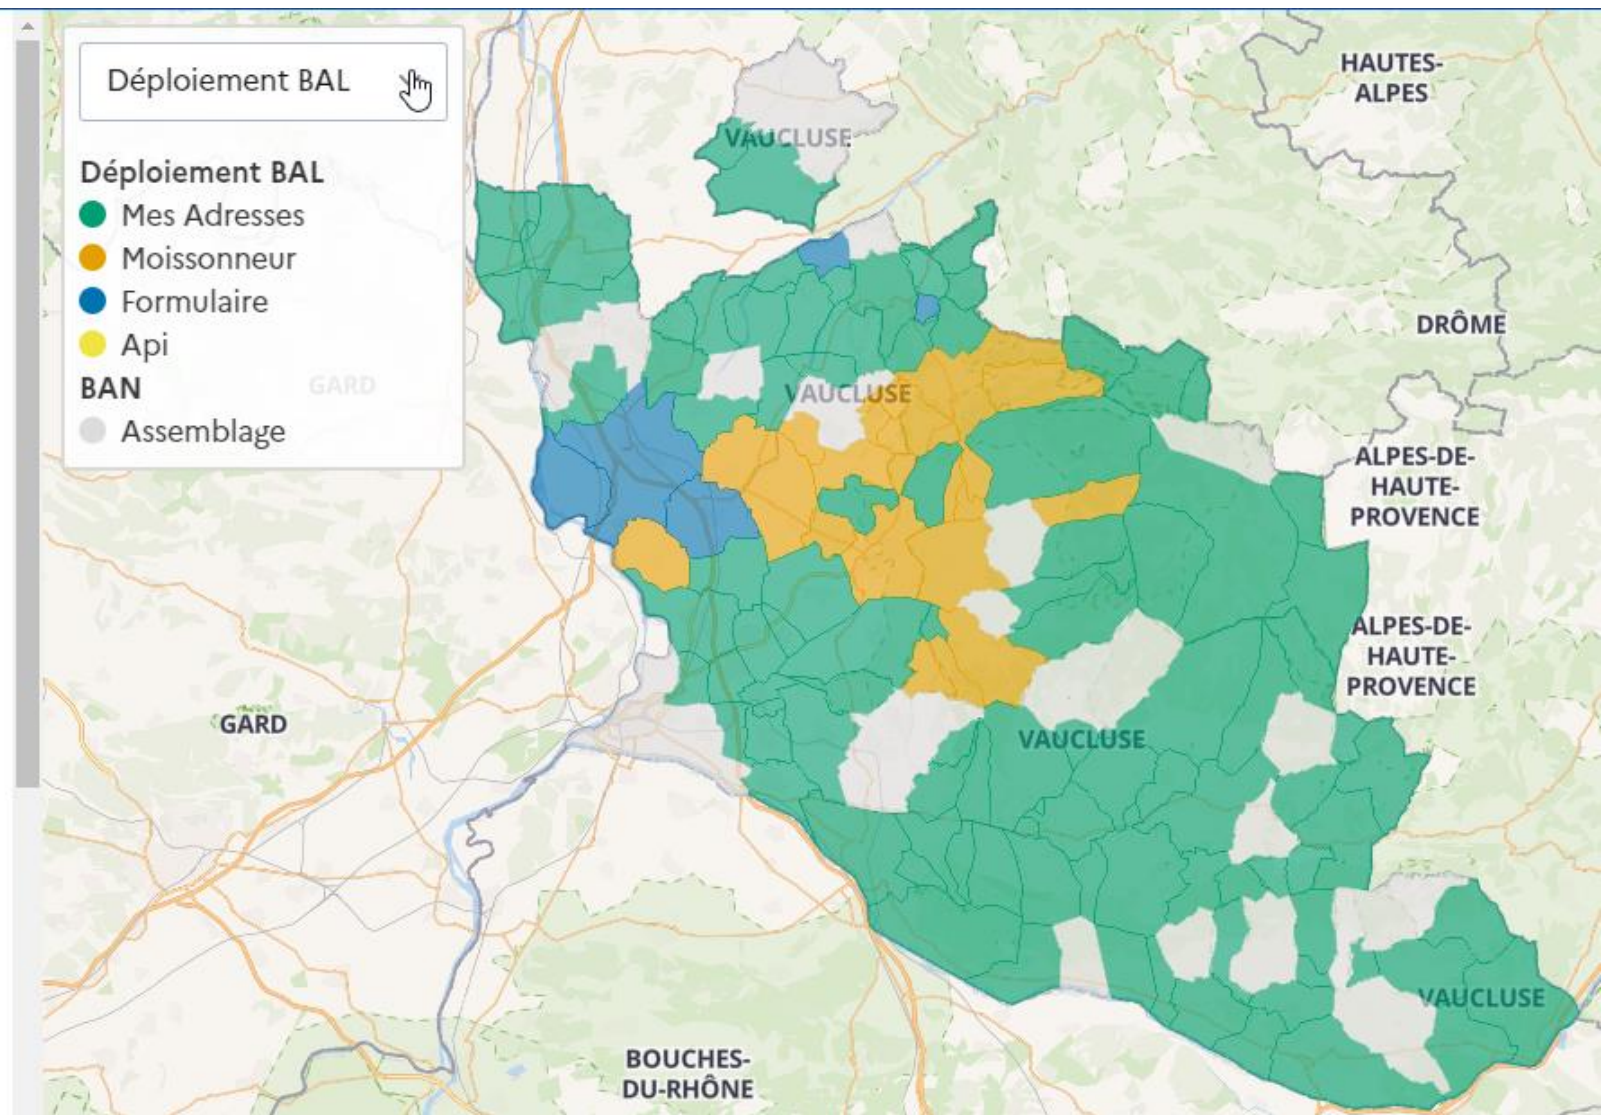 Déploiement BAL
Déploiement BAL
Mes Adresses
Moissonneur
Formulaire
Api
BAN
Assemblage
HAUTES-
ALPES
VAUCLUSE
DRÔME
GARD
VAUCLUSE
ALPES-DE-
HAUTE-
PROVENCE
ALPES-DE-
HAUTE-
PROVENCE
GARD
VAUCLUSE
VAUCLUSE
BOUCHES-
DU-RHÔNE